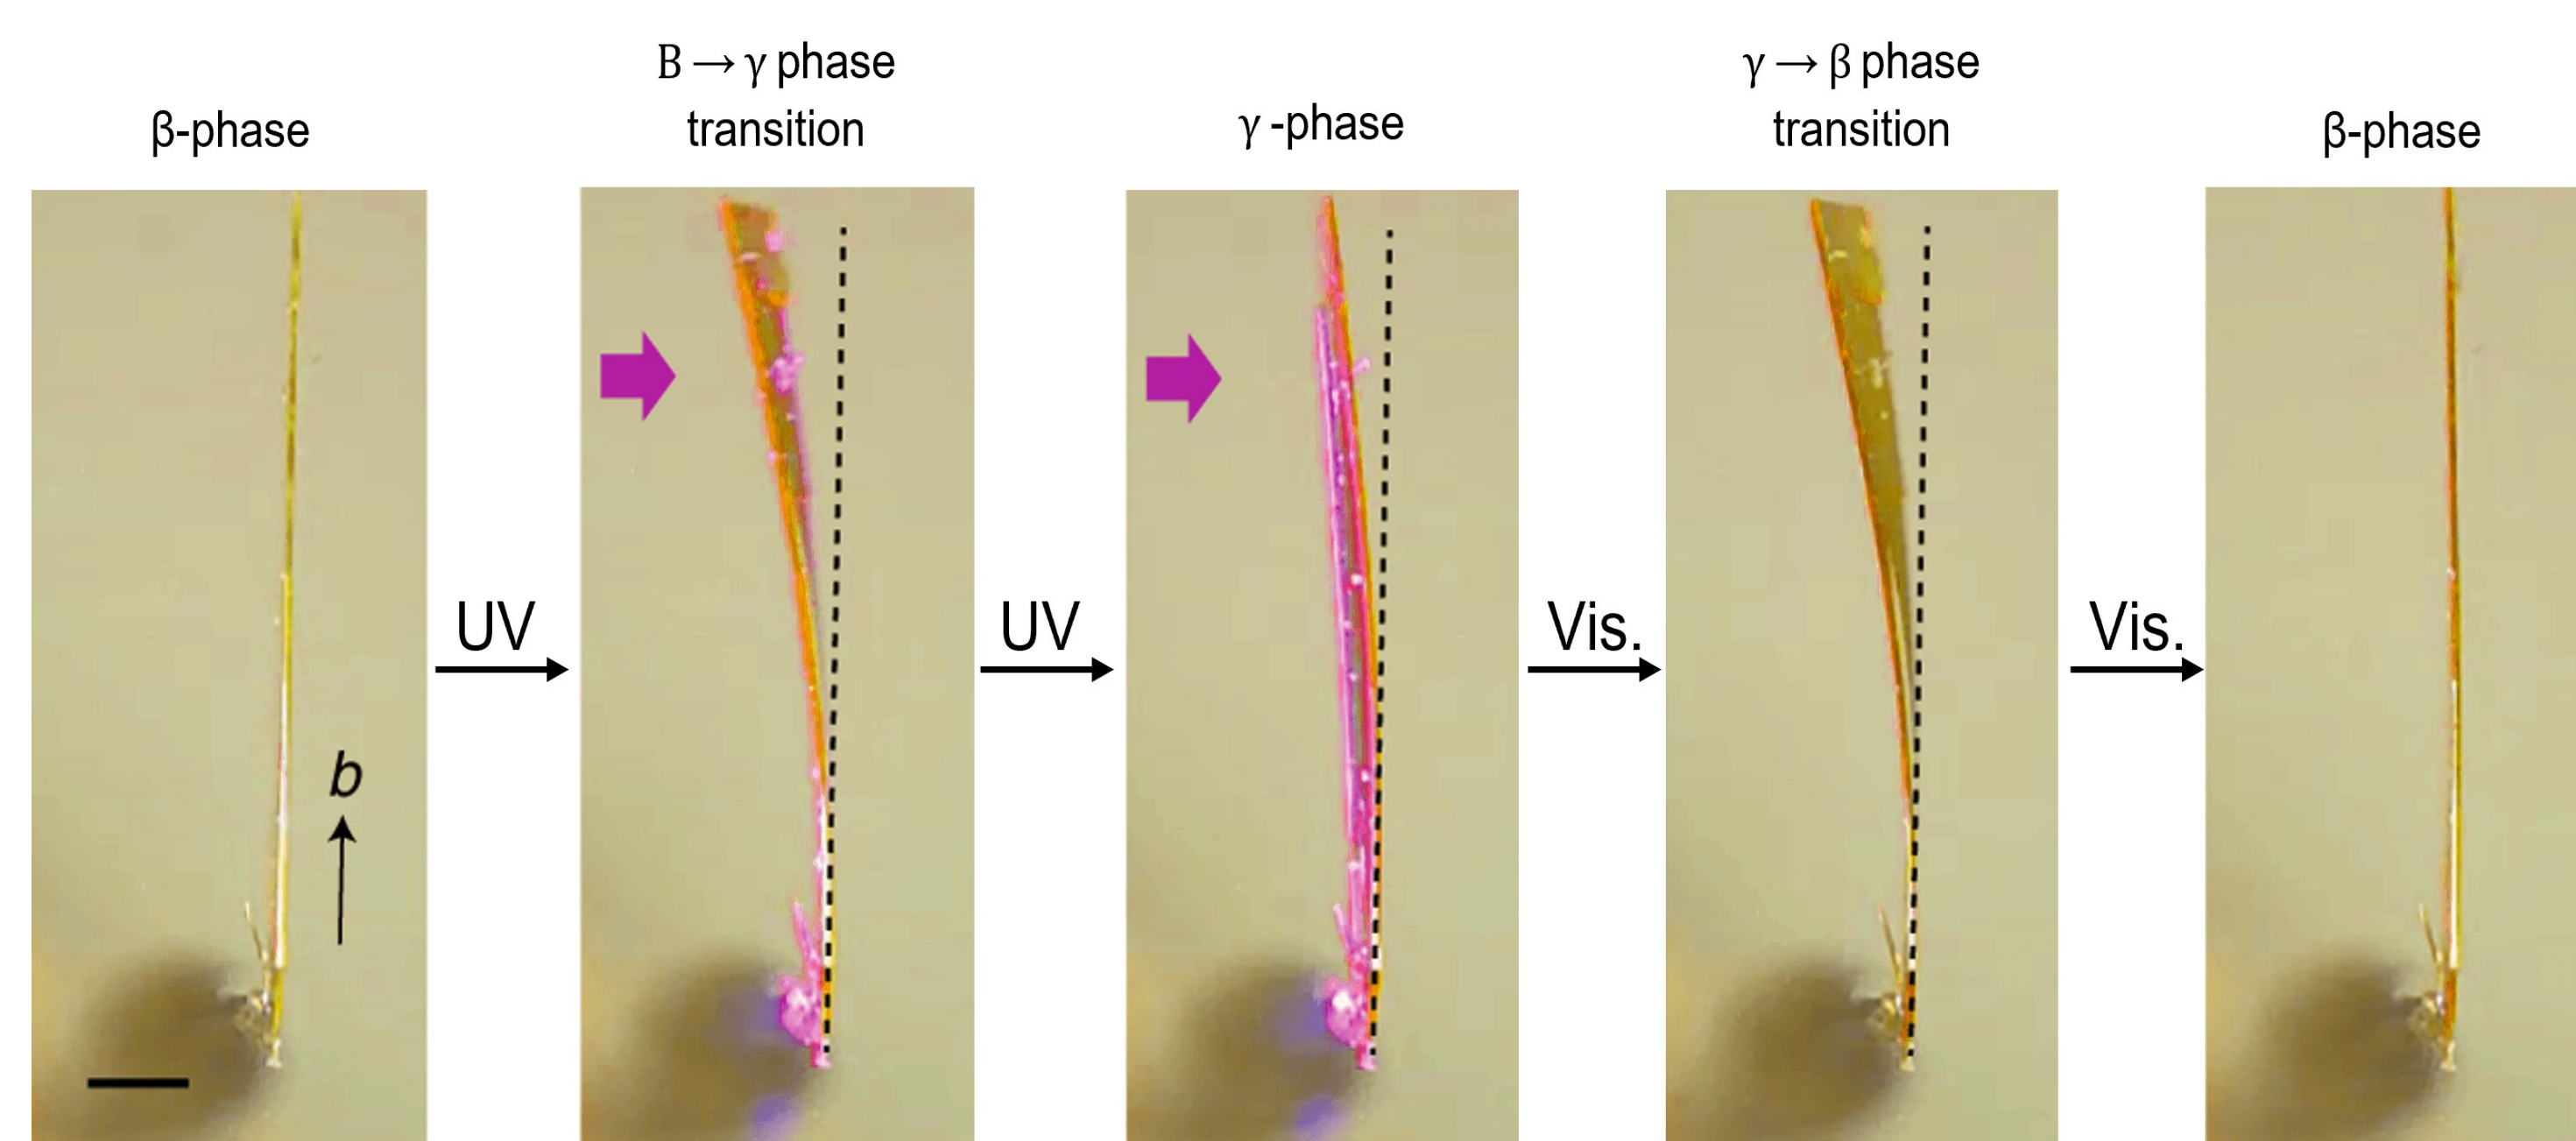 β-phase
B → γ phase
transition
γ -phase
γ → β phase
transition
β-phase
UV
UV
Vis.
Vis.
b